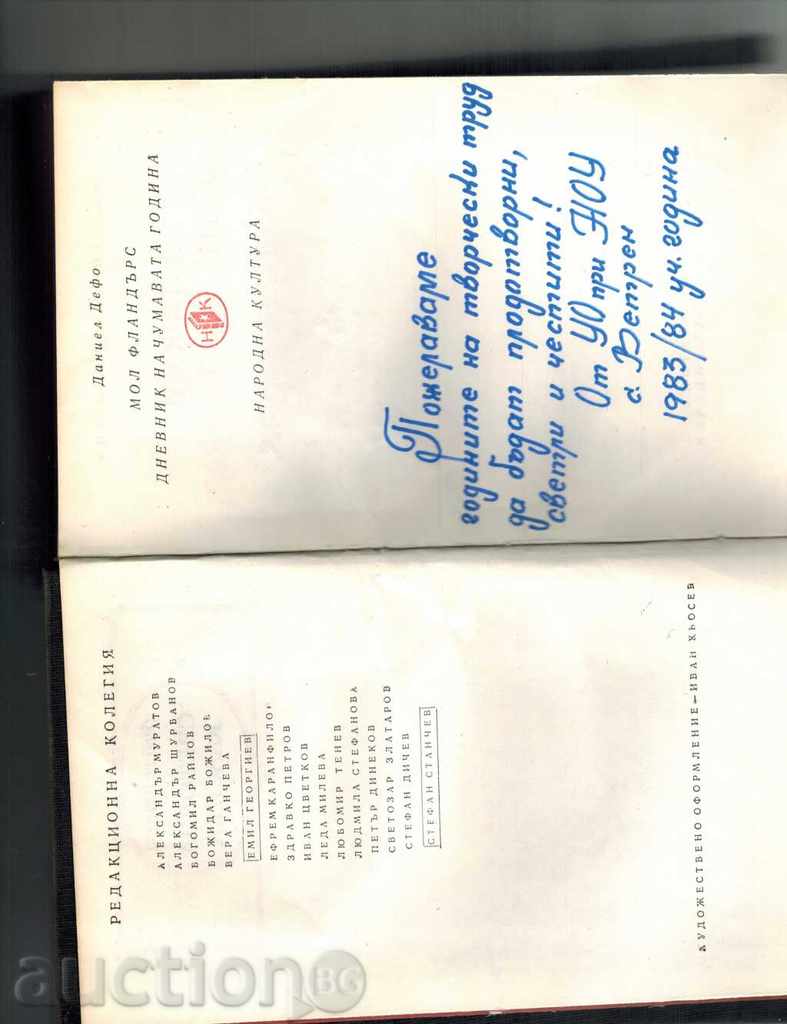 РЕДАКЦИОННА КОЛЕГИЯ
АЛЕКСАНДЪР МУРАТОВ
АЛЕКСАНДЪР ШУРБАНОВ
БОГОМИЛ РАЙНОВ
БОЖИДАР БОЖИЛОВ
ВЕРА ГАНЧЕВА
ЕМИЛ ГЕОРГИЕВ
ЕФРЕМ КАРАНФИЛОВ
ЗДРАВКО ПЕТРОВ
ИВАН ЦВЕТКОВ
ЛЕДА МИЛЕВА
ЛЮБОМИР ТЕНЕВ
ЛЮДМИЛА СТЕФАНОВА
ПЕТЪР ДИНЕКОВ
СВЕТОЗАР ЗЛАТАРОВ
СТЕФАН ДИЧЕВ
СТЕФАН СТАНЧЕВ
ХУДОЖЕСТВЕНО ОФОРМЛЕНИЕ — ИВАН КЬОСЕВ
Даниел Дефо
МОЛ ФЛАНДЪРС
ДНЕВНИК НА ЧУМАВАТА ГОДИНА
НК
НАРОДНА КУЛТУРА
Пожелаваме
годините на творчески труд
да бъдат плодотворни,
светли и честити!
От УО при НОУ
с. Ветрен
1983/84 уч. година
auction BG